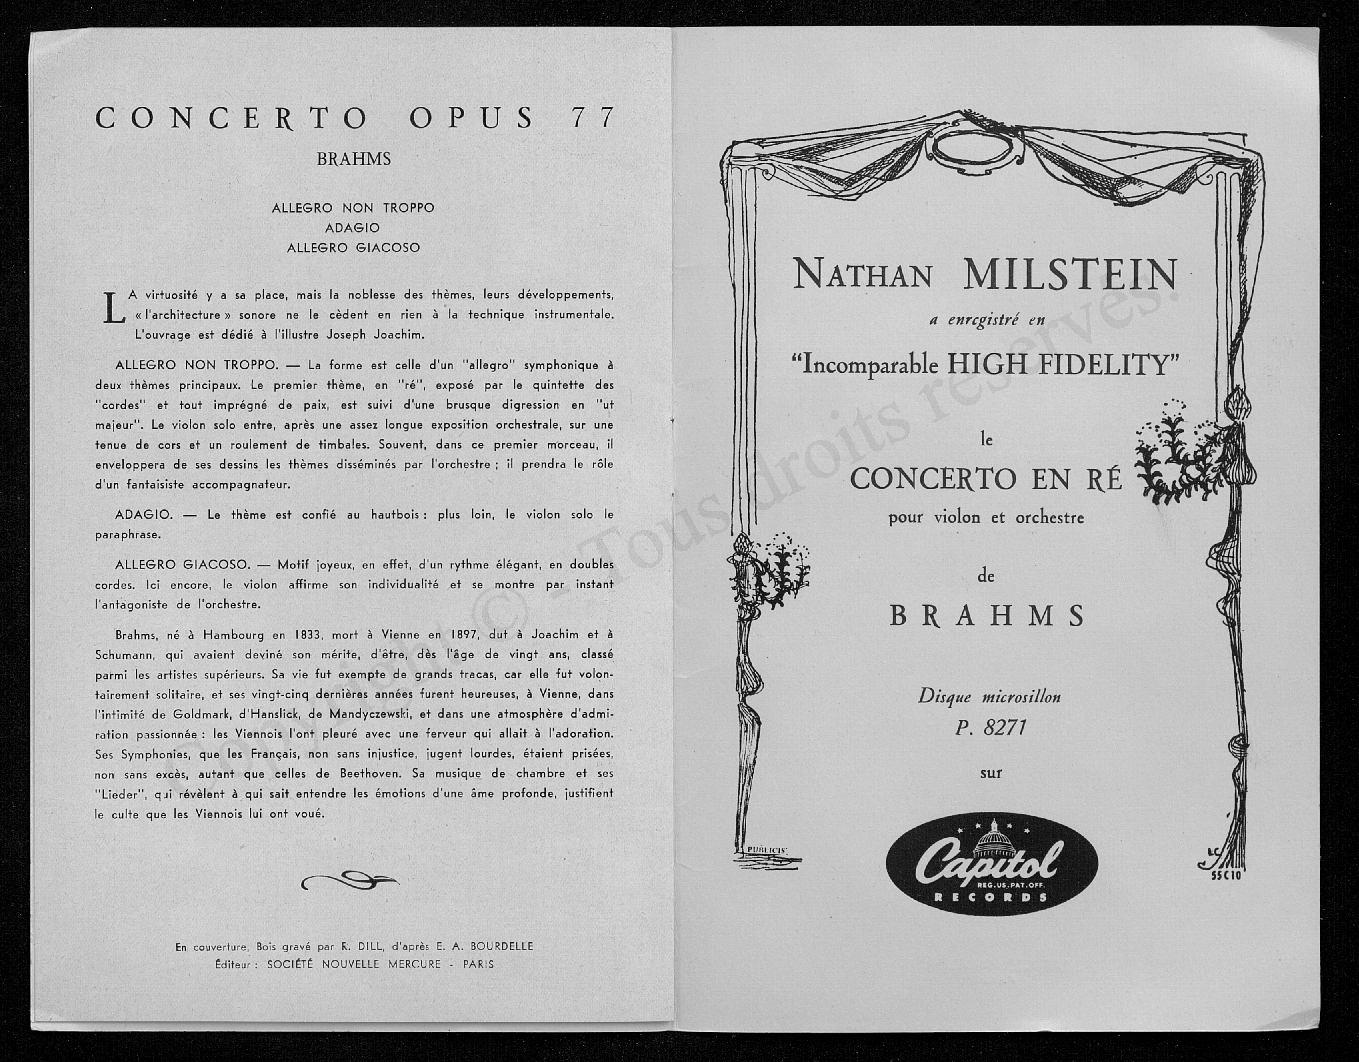 CONCERTO OPUS 77
BRAHMS
ALLEGRO NON TROPPO
ADAGIO
ALLEGRO GIACOSO
LA virtuosité y a sa place, mais la noblesse des thèmes, leurs développements,
« l'architecture » sonore ne le cèdent en rien à la technique instrumentale.
L'ouvrage est dédié à l'illustre Joseph Joachim.
ALLEGRO NON TROPPO. — La forme est celle d'un "allegro" symphonique à
deux thèmes principaux. Le premier thème, en "ré", exposé par le quintette des
"cordes" et tout imprégné de paix, est suivi d'une brusque digression en "ut
majeur". Le violon solo entre, après une assez longue exposition orchestrale, sur une
tenue de cors et un roulement de timbales. Souvent, dans ce premier morceau, il
enveloppera de ses dessins les thèmes disséminés par l'orchestre ; il prendra le rôle
d'un fantaisiste accompagnateur.
ADAGIO. — Le thème est confié au hautbois : plus loin, le violon solo le
paraphrase.
ALLEGRO GIACOSO. — Motif joyeux, en effet, d'un rythme élégant, en doubles
cordes. Ici encore, le violon affirme son individualité et se montre par instant
l'antagoniste de l'orchestre.
Brahms, né à Hambourg en 1833, mort à Vienne en 1897, dut à Joachim et à
Schumann, qui avaient deviné son mérite, d'être, dès l'âge de vingt ans, classé
parmi les artistes supérieurs. Sa vie fut exempte de grands tracas, car elle fut volon-
tairement solitaire, et ses vingt-cinq dernières années furent heureuses, à Vienne, dans
l'intimité de Goldmark, d'Hanslick, de Mandyczewski, et dans une atmosphère d'admi-
ration passionnée : les Viennois l'ont pleuré avec une ferveur qui allait à l'adoration.
Ses Symphonies, que les Français, non sans injustice, jugent lourdes, étaient prisées,
non sans excès, autant que celles de Beethoven. Sa musique de chambre et ses
"Lieder", qui révèlent à qui sait entendre les émotions d'une âme profonde, justifient
le culte que les Viennois lui ont voué.
En couverture, Bois gravé par R. DILL, d'après E. A. BOURDELLE
Éditeur : SOCIÉTÉ NOUVELLE MERCURE - PARIS
NATHAN MILSTEIN
a enregistré en
"Incomparable HIGH FIDELITY"
le
CONCERTO EN RÉ
pour violon et orchestre
de
BRAHMS
Disque microsillon
P. 8271
sur
Capitol
REG. US. PAT. OFF.
RECORDS
PUBLICIS
LC
SSC10
Copyright © - Tous droits réservés.